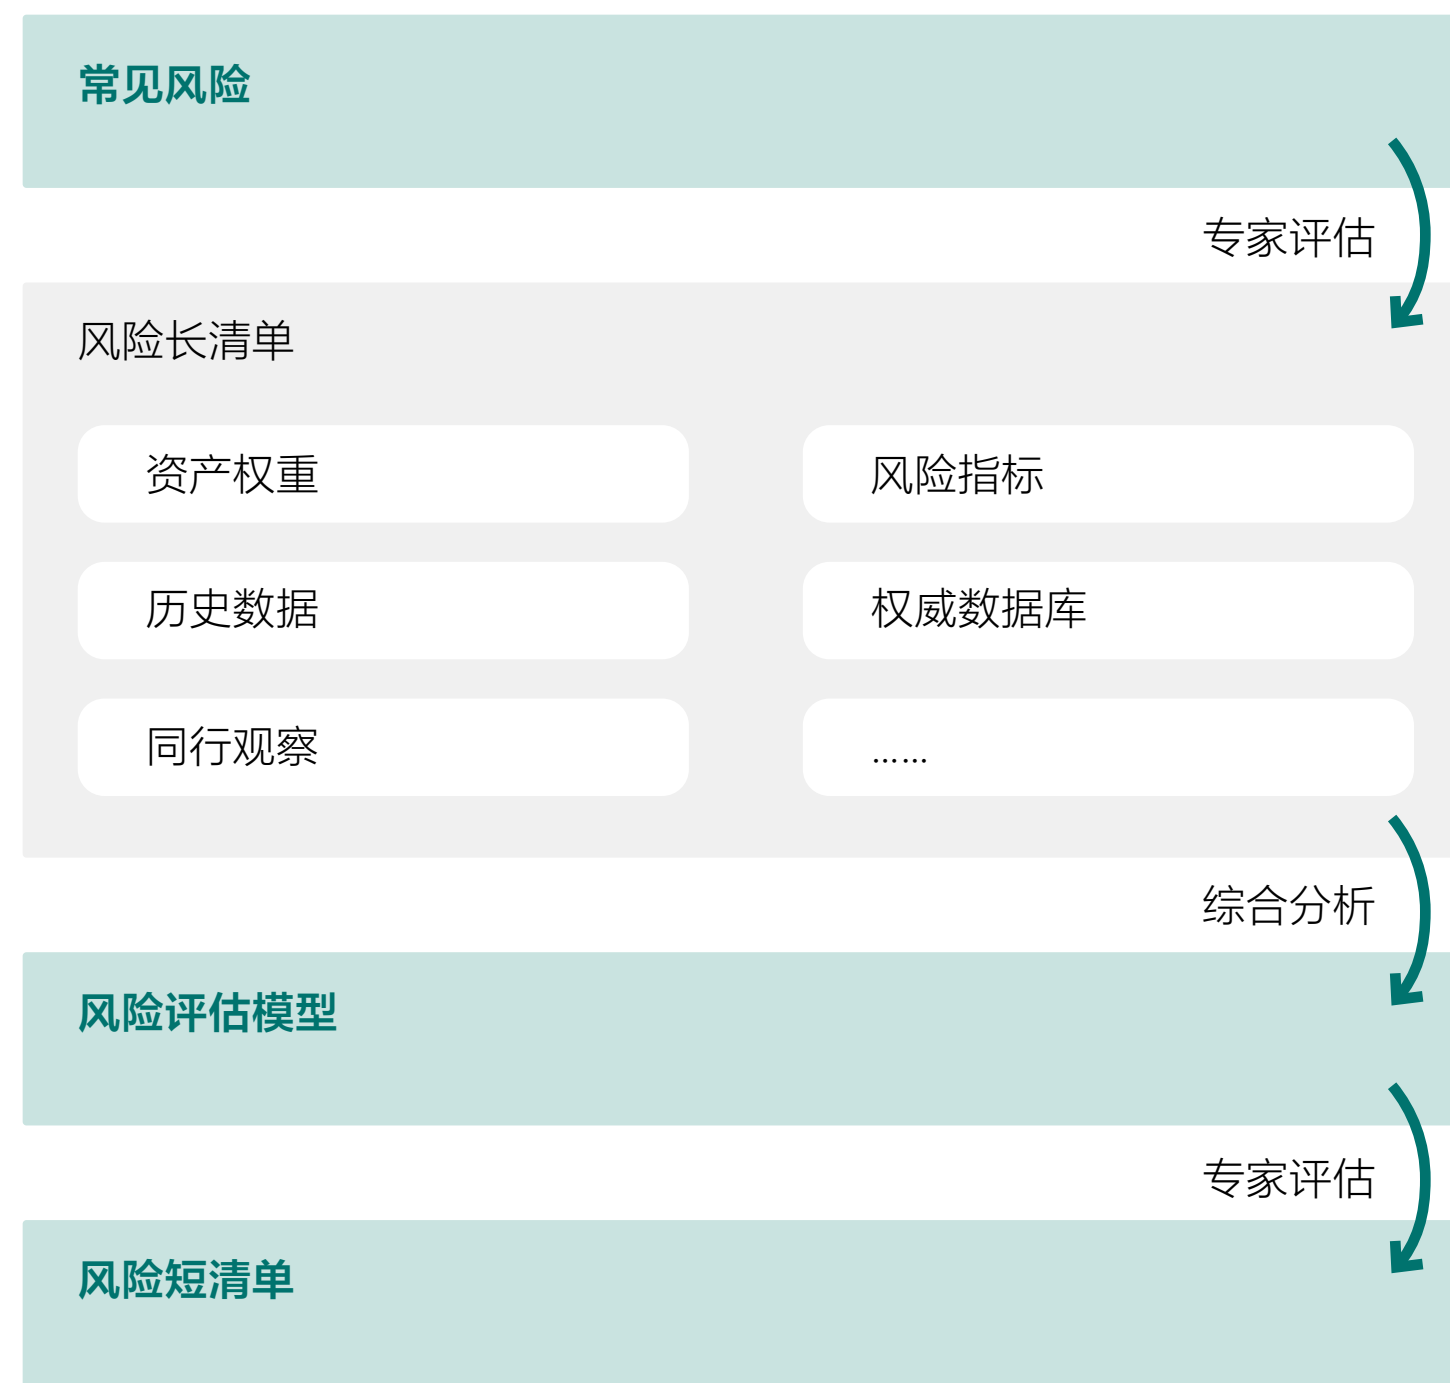 常见风险
专家评估
风险长清单
资产权重
风险指标
历史数据
权威数据库
同行观察
……
综合分析
风险评估模型
专家评估
风险短清单